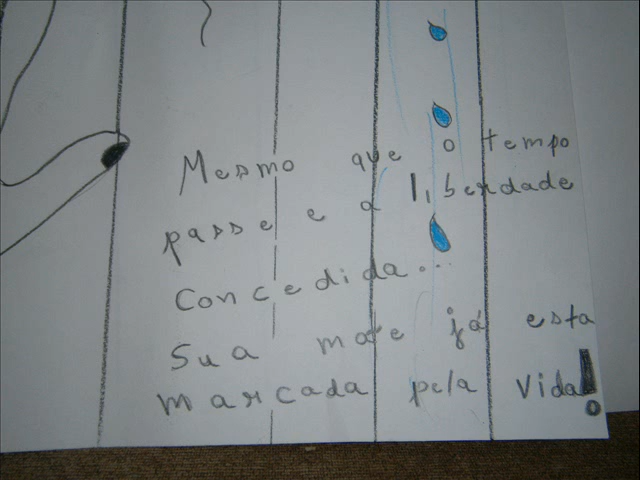 Mesmo que o tempo
passe e a liberdade
concedida...
Sua mãe já esta
marcada pela vida!